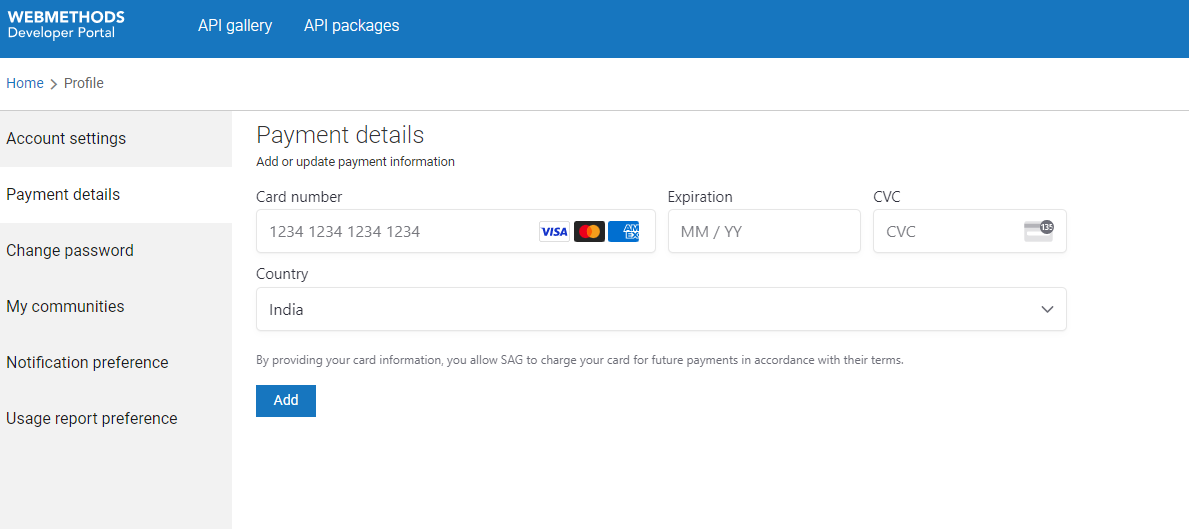 WEBMETHODS
Developer Portal
API gallery API packages
Home > Profile
Account settings
Payment details
Change password
My communities
Notification preference
Usage report preference
Payment details
Add or update payment information
Card number Expiration CVC
1234 1234 1234 1234 VISA AM EX MM / YY CVC 135
Country
India
By providing your card information, you allow SAG to charge your card for future payments in accordance with their terms.
Add